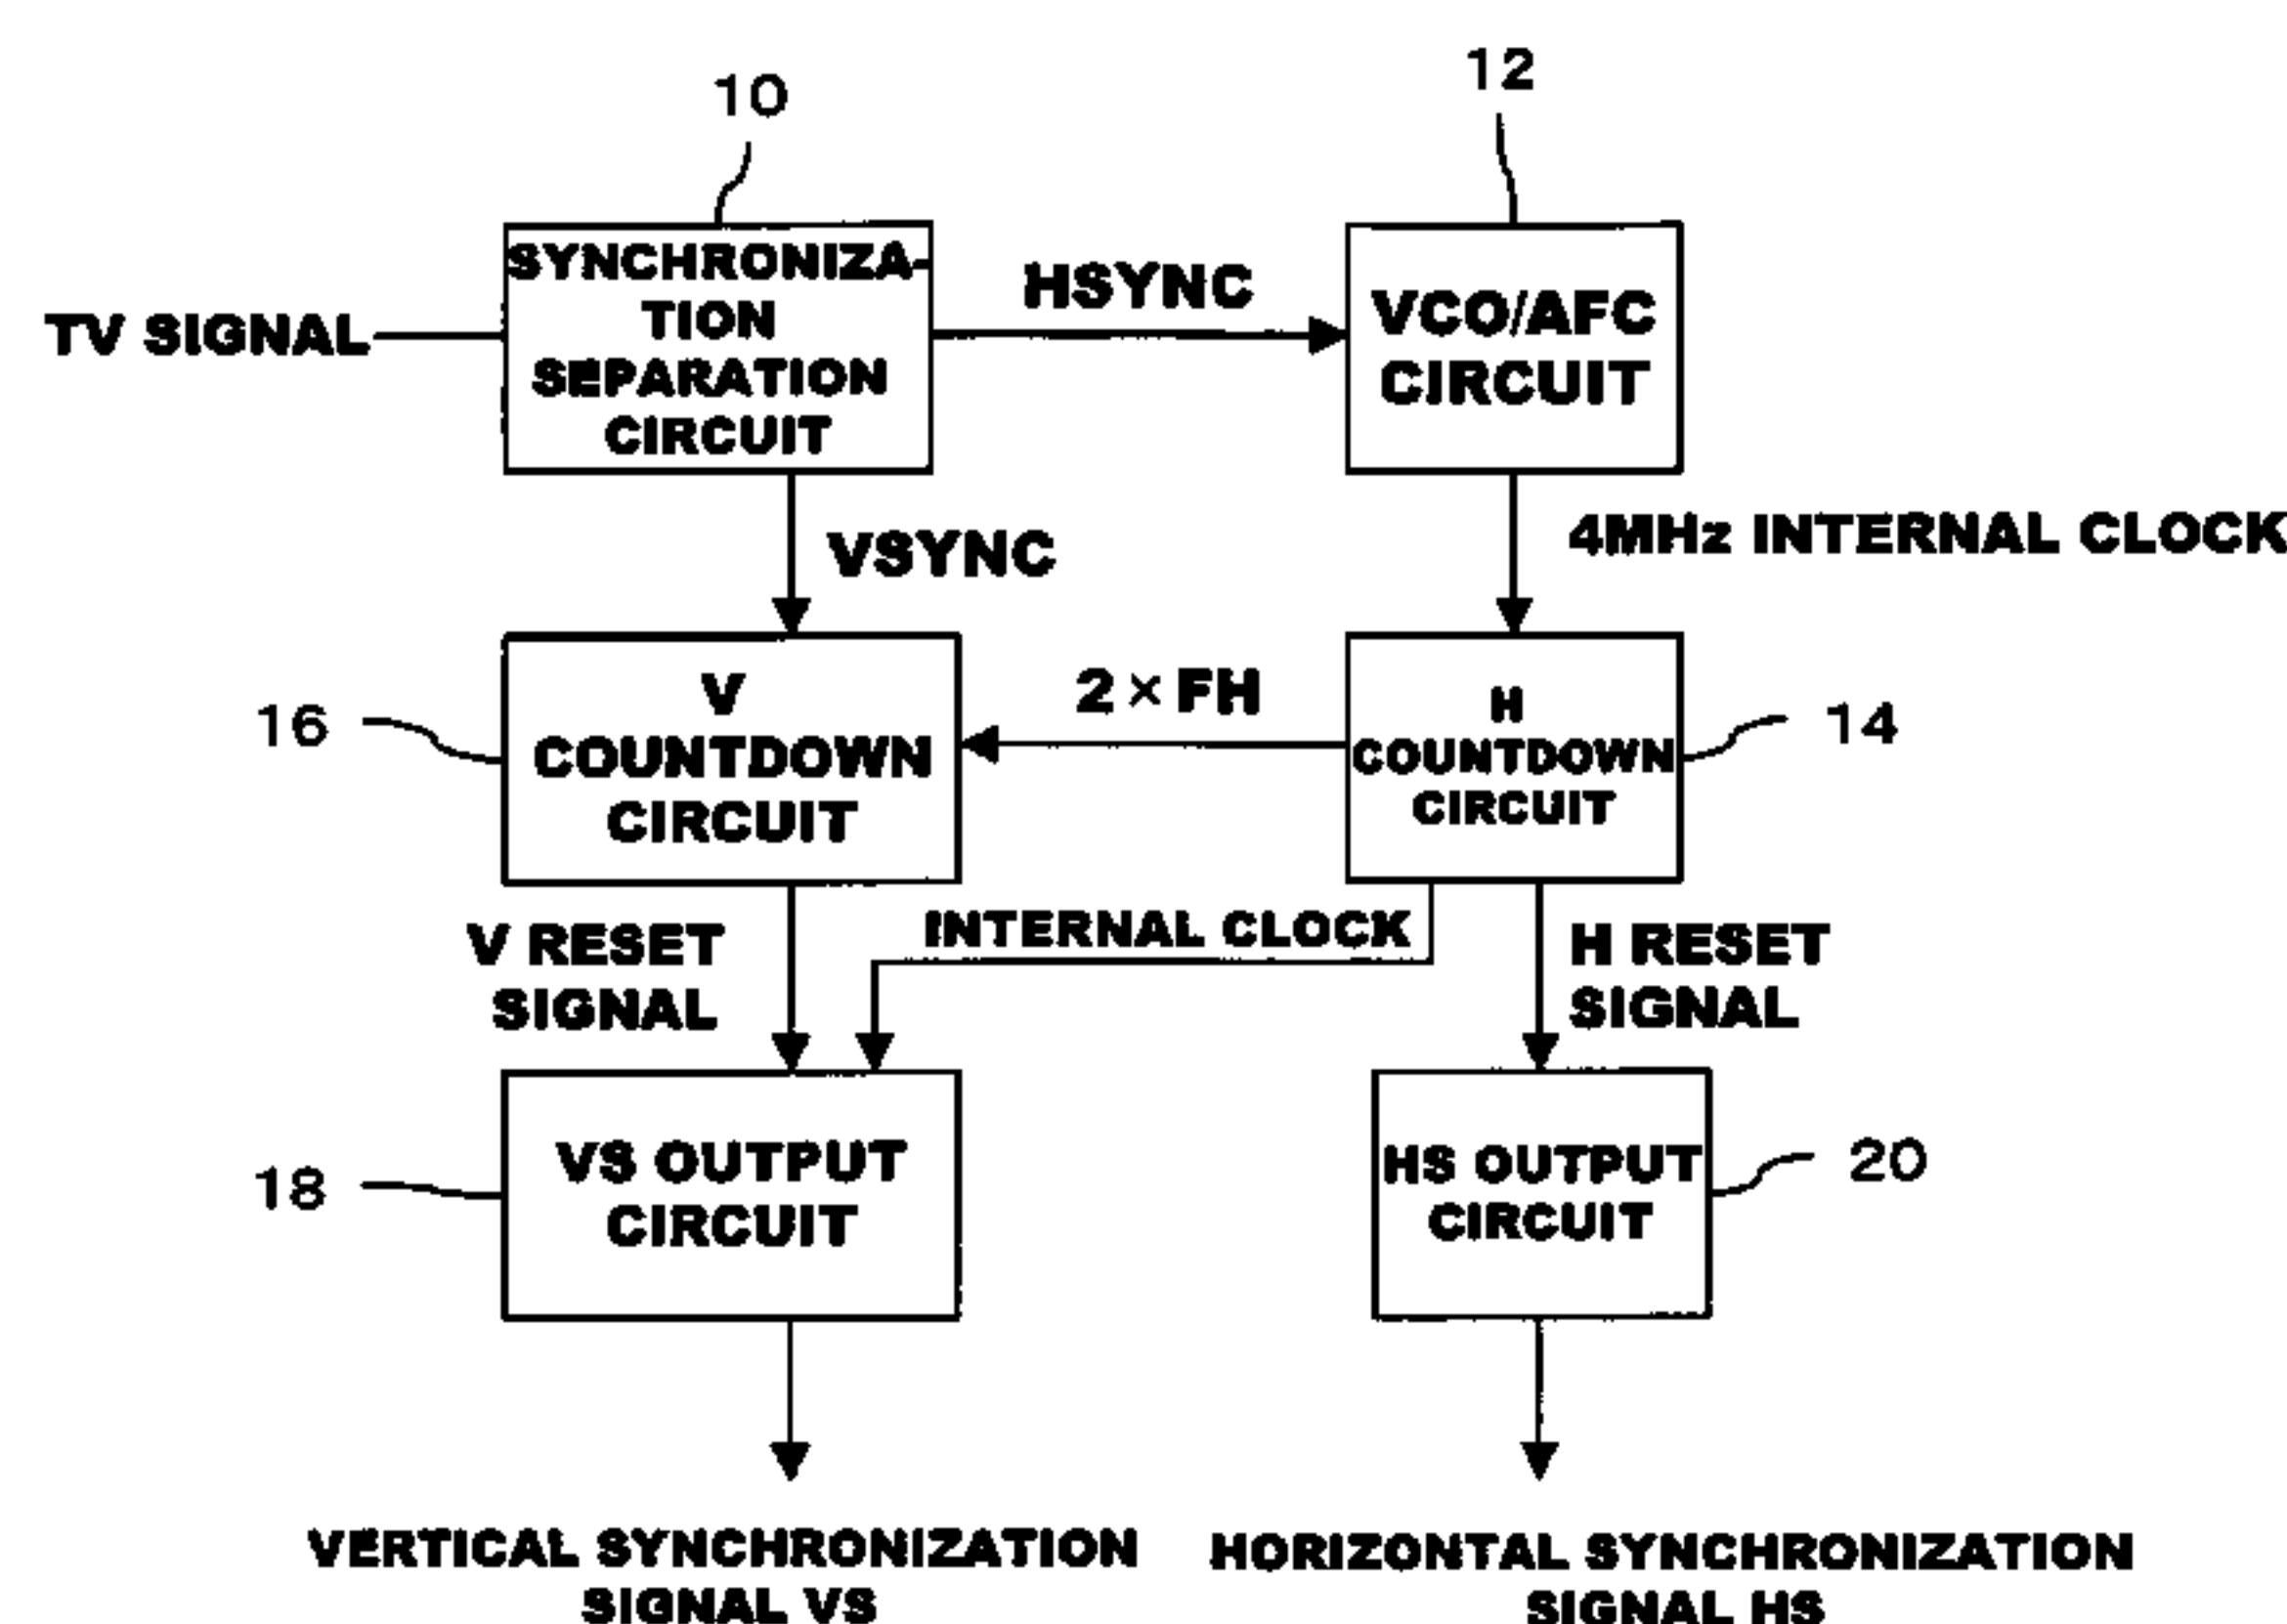 10
12
SYNCHRONIZA-
TION
SEPARATION
CIRCUIT
TV SIGNAL
HSYNC
VCO/AFC
CIRCUIT
VSYNC
4MHz INTERNAL CLOCK
16
V
COUNTDOWN
CIRCUIT
2 × FH
H
COUNTDOWN
CIRCUIT
14
V RESET
SIGNAL
INTERNAL CLOCK
H RESET
SIGNAL
18
VS OUTPUT
CIRCUIT
HS OUTPUT
CIRCUIT
20
VERTICAL SYNCHRONIZATION
SIGNAL VS
HORIZONTAL SYNCHRONIZATION
SIGNAL HS